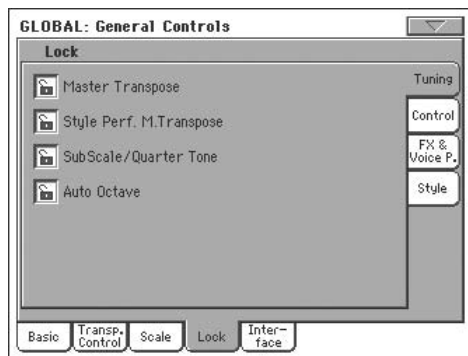 GLOBAL: General Controls
Lock
Master Transpose
Style Perf. M.Transpose
SubScale/Quarter Tone
Auto Octave
Tuning
Control
FX &
Voice P.
Style
Basic
Transp.
Control
Scale
Lock
Inter-
face